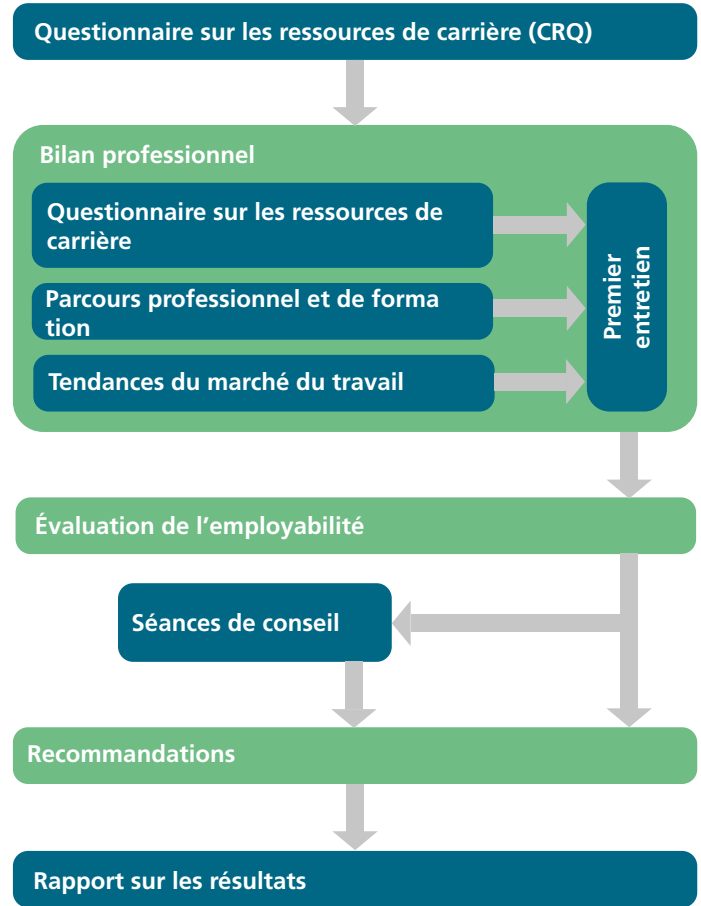 Questionnaire sur les ressources de carrière (CRQ)
Bilan professionnel
Questionnaire sur les ressources de
carrière
Parcours professionnel et de forma
tion
Tendances du marché du travail
Premier
entretien
Évaluation de l’employabilité
Séances de conseil
Recommandations
Rapport sur les résultats